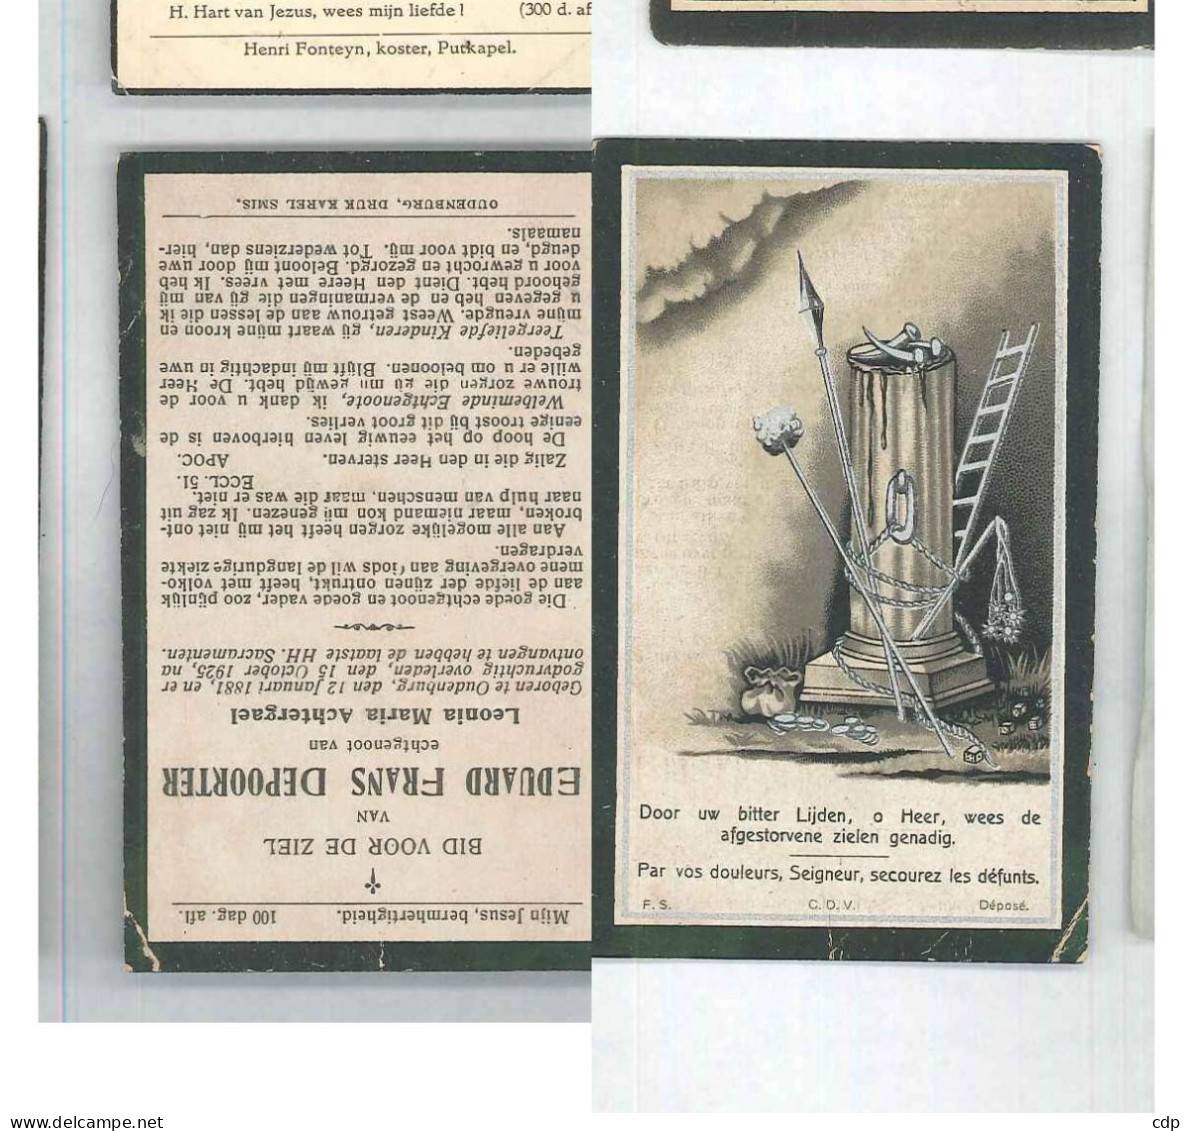 H. Hart van Jezus, wees mijn liefde! (300 d. af
Henri Fonteyn, koster, Putkapel.
Mijn Jesus, bermhertigheid. 100 dag. afl.
BID VOOR DE ZIEL
VAN
EDUARD FRANS DEPOORTER
echtgenoot van
Leonia Maria Achtergael
Geboren te Oudenburg, den 12 Januari 1881, en er
godvruchtig overleden, den 15 October 1925, na
ontvangen te hebben de laatste HH. Sacramenten.
Die goede echtgenoot en goede vader, zoo pijnlijk
aan de liefde der zijnen ontrukt, heeft met volko-
mene overgeving aan Gods wil de langdurige ziekte
verdragen.
Aan alle mogelijke zorgen heeft het mij niet ont-
broken, maar niemand kon mij genezen. Ik zag uit
naar hulp van menschen, maar die was er niet.
ECCL. 51.
Zalig die in den Heer sterven. APOC.
De hoop op het eeuwig leven hierboven is de
eenige troost bij dit groot verlies.
Welbeminde Echtgenoote, ik dank u voor de
trouwe zorgen die gij mij gewijd hebt. De Heer
wille er u om beloonen. Blijft mij indachtig in uwe
gebeden.
Teergeliefde Kinderen, gij waart mijne kroon en
mijne vreugde. Weest getrouw aan de lessen die ik
u gegeven heb en de vermaningen die gij van mij
gehoord hebt. Dient den Heere met vrees. Ik heb
voor u gewrocht en gezorgd. Beloont mij door uwe
deugd, en bidt voor mij. Tot wederziens dan, hier-
namaals.
OUDENBURG, DRUK KAREL SMIS.
Door uw bitter Lijden, o Heer, wees de
afgestorvene zielen genadig.
Par vos douleurs, Seigneur, secourez les défunts.
F. S. C. D. V. Déposé.
delcampe.net
cdp